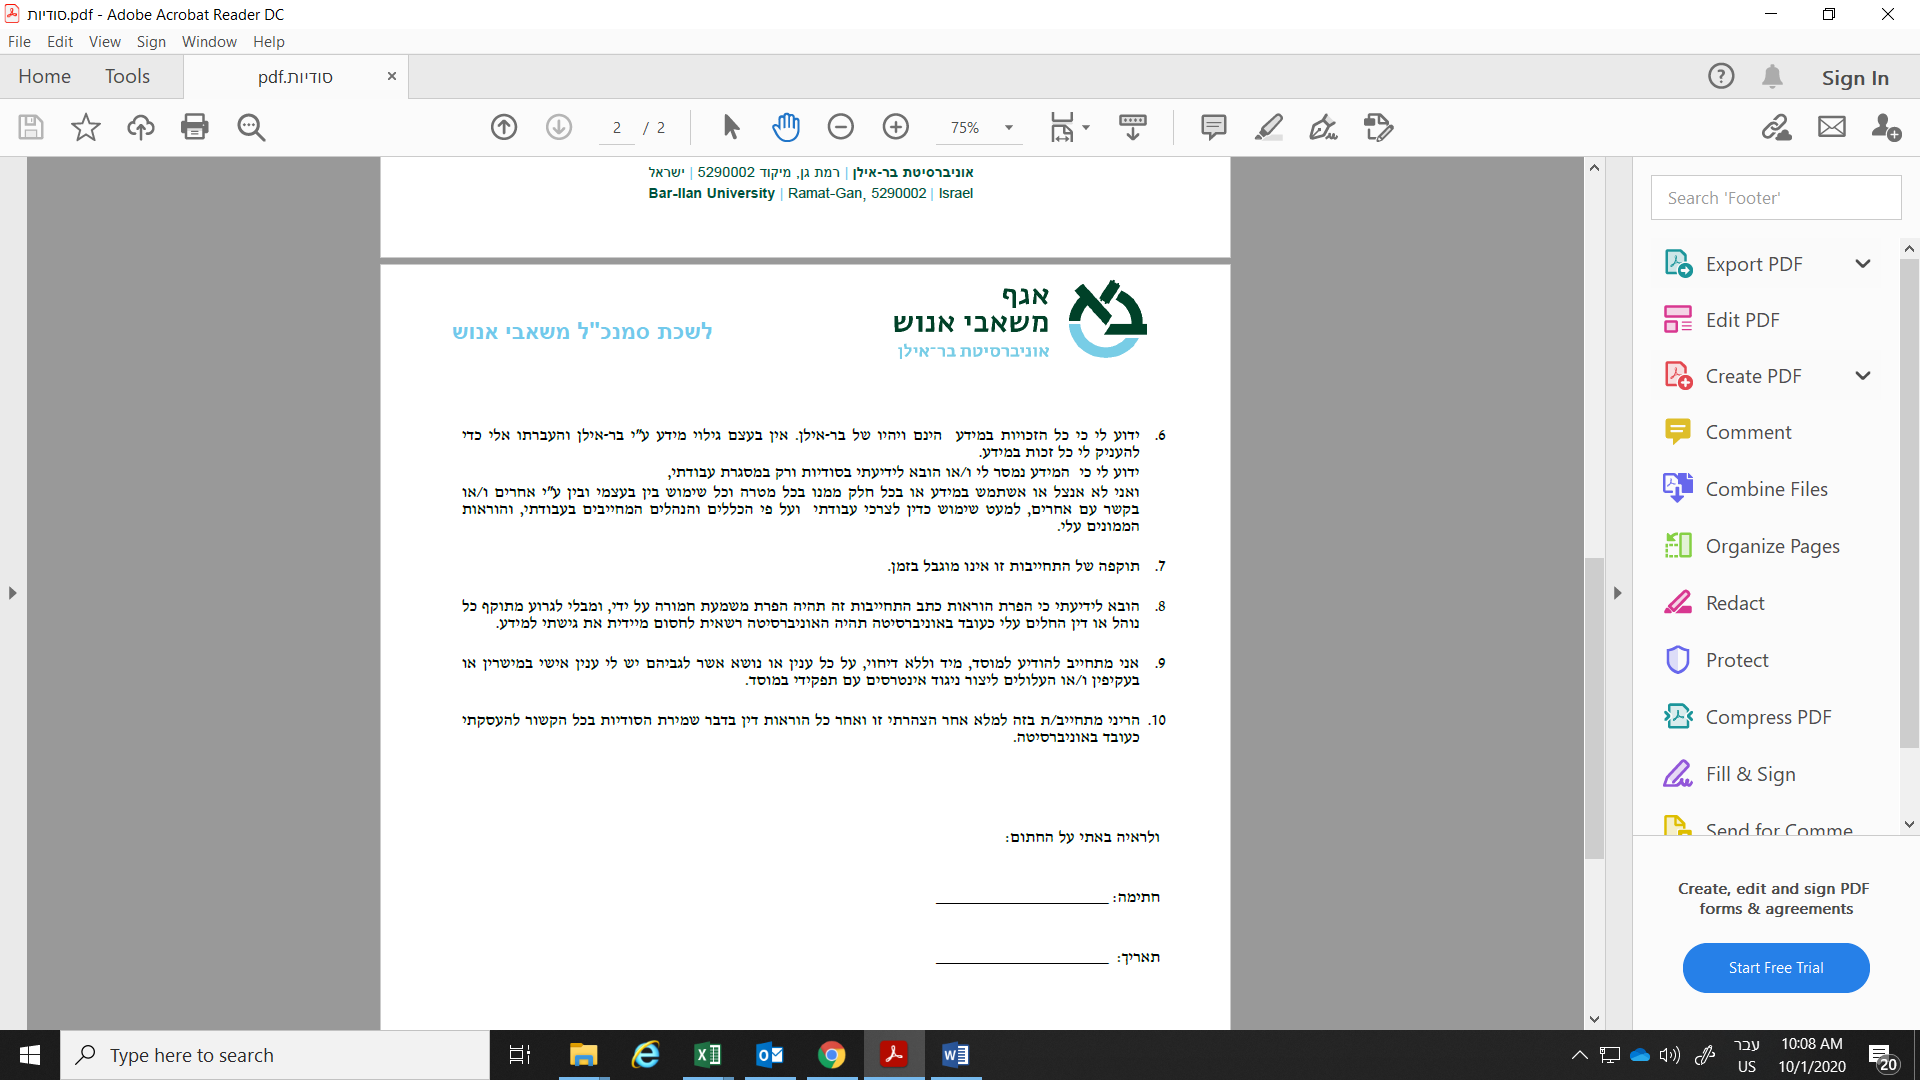 סודיות.pdf - Adobe Acrobat Reader DC
File Edit View Sign Window Help
Home Tools סודיות.pdf × Sign In
2 / 2 75%
אוניברסיטת בר-אילן | רמת גן, מיקוד 5290002 | ישראל
Bar-Ilan University | Ramat-Gan, 5290002 | Israel
אגף
משאבי אנוש
אוניברסיטת בר-אילן
לשכת סמנכ"ל משאבי אנוש
6. ידוע לי כי כל הזכויות במידע הינם ויהיו של בר-אילן. אין בעצם גילוי מידע ע"י בר-אילן והעברתו אלי כדי
להעניק לי כל זכות במידע.
ידוע לי כי המידע נמסר לי ו/או הובא לידיעתי בסודיות ורק במסגרת עבודתי,
ואני לא אנצל או אשתמש במידע או בכל חלק ממנו בכל מטרה וכל שימוש בין בעצמי ובין ע"י אחרים ו/או
בקשר עם אחרים, למעט שימוש כדין לצרכי עבודתי ועל פי הכללים והנהלים המחייבים בעבודתי, והוראות
הממונים עלי.
7. תוקפה של התחייבות זו אינו מוגבל בזמן.
8. הובא לידיעתי כי הפרת הוראות כתב התחייבות זה תהיה הפרת משמעת חמורה על ידי, ומבלי לגרוע מתוקף כל
נוהל או דין החלים עלי כעובד באוניברסיטה תהיה האוניברסיטה רשאית לחסום מיידית את גישתי למידע.
9. אני מתחייב להודיע למוסד, מיד וללא דיחוי, על כל ענין או נושא אשר לגביהם יש לי ענין אישי במישרין או
בעקיפין ו/או העלולים ליצור ניגוד אינטרסים עם תפקידי במוסד.
10. הריני מתחייב/ת בזה למלא אחר הצהרתי זו ואחר כל הוראות דין בדבר שמירת הסודיות בכל הקשור להעסקתי
כעובד באוניברסיטה.
ולראיה באתי על החתום:
חתימה: ____________________
תאריך: ____________________
Search 'Footer'
Export PDF
Edit PDF
Create PDF
Comment
Combine Files
Organize Pages
Redact
Protect
Compress PDF
Fill & Sign
Send for Comme
Create, edit and sign PDF
forms & agreements
Start Free Trial
Type here to search
עבר
US
10:08 AM
10/1/2020
20